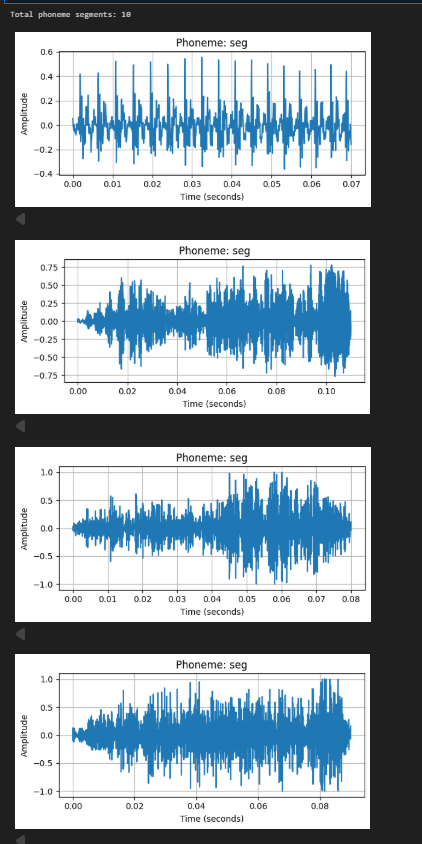 Total phoneme segments: 10
Phoneme: seg
0.6
0.4
0.2
0.0
−0.2
−0.4
Amplitude
0.00 0.01 0.02 0.03 0.04 0.05 0.06 0.07
Time (seconds)
Phoneme: seg
0.75
0.50
0.25
0.00
−0.25
−0.50
−0.75
Amplitude
0.00 0.02 0.04 0.06 0.08 0.10
Time (seconds)
Phoneme: seg
1.0
0.5
0.0
−0.5
−1.0
Amplitude
0.00 0.01 0.02 0.03 0.04 0.05 0.06 0.07 0.08
Time (seconds)
Phoneme: seg
1.0
0.5
0.0
−0.5
−1.0
Amplitude
0.00 0.02 0.04 0.06 0.08
Time (seconds)